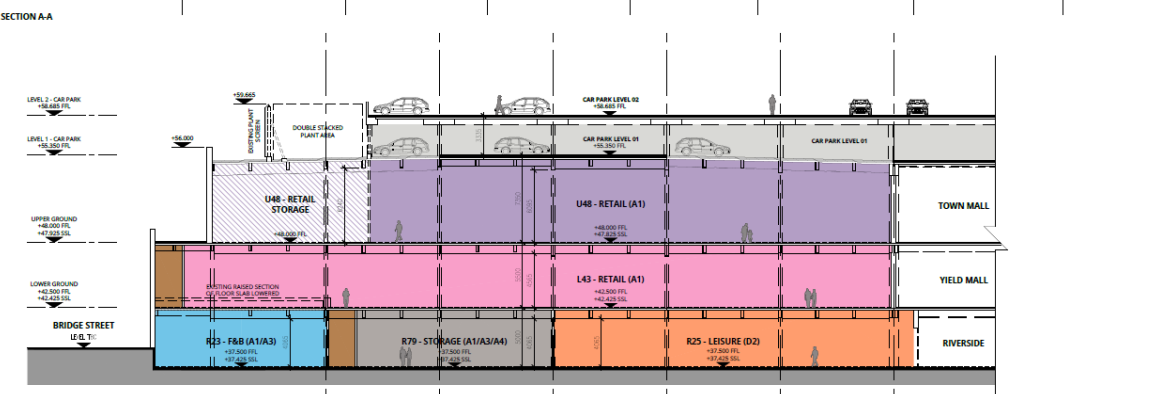 SECTION A-A
LEVEL 2 - CAR PARK
+58.685 FFL
+59.665
CAR PARK LEVEL 02
+58.685 FFL
EXISTING PLANT
SCREEN
DOUBLE STACKED
PLANT AREA
LEVEL 1 - CAR PARK
+55.350 FFL
+56.000
CAR PARK LEVEL 01
+55.350 FFL
CAR PARK LEVEL 01
U48 - RETAIL
STORAGE
+48.000 FFL
U48 - RETAIL (A1)
+48.000 FFL
+47.825 SSL
TOWN MALL
UPPER GROUND
+48.000 FFL
+47.925 SSL
LOWER GROUND
+42.500 FFL
+42.425 SSL
EXISTING RAISED SECTION
OF FLOOR SLAB LOWERED
L43 - RETAIL (A1)
+42.500 FFL
+42.425 SSL
YIELD MALL
BRIDGE STREET
LEVEL TBC
R23 - F&B (A1/A3)
+37.500 FFL
+37.425 SSL
R79 - STORAGE (A1/A3/A4)
+37.500 FFL
+37.425 SSL
R25 - LEISURE (D2)
+37.500 FFL
+37.425 SSL
RIVERSIDE